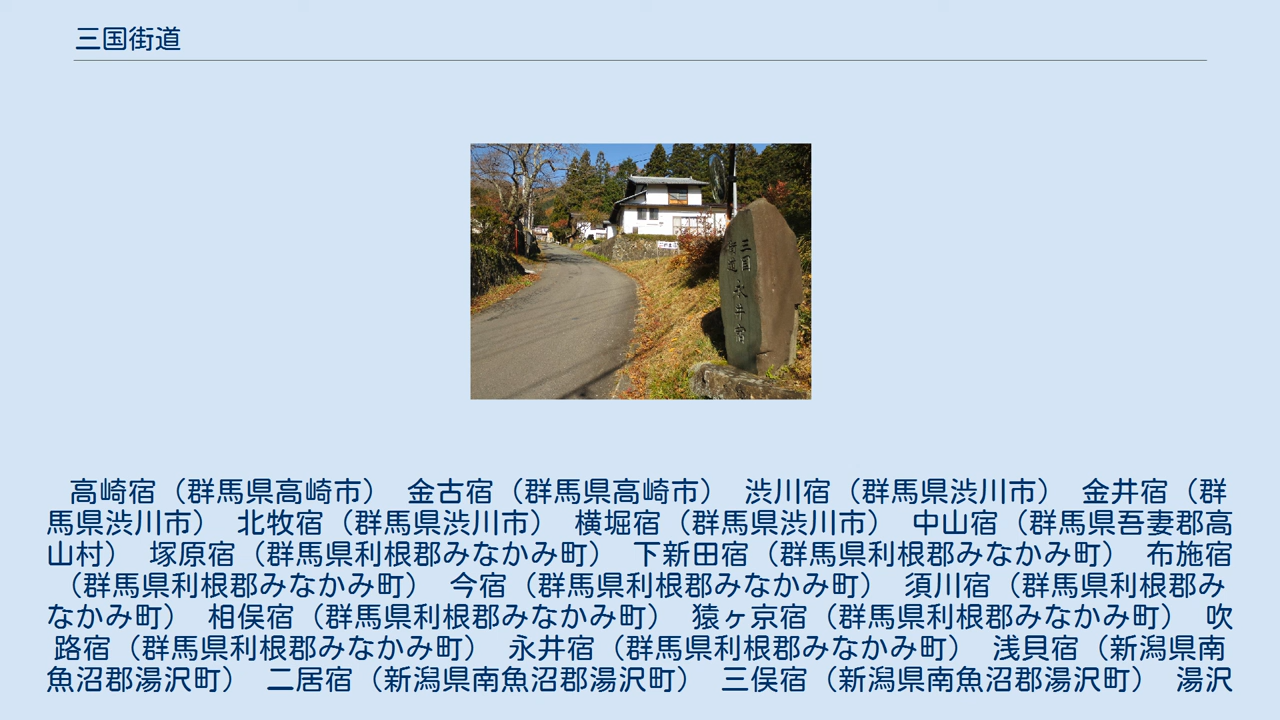 三国街道
三国
街道
永井宿
高崎宿（群馬県高崎市）　金古宿（群馬県高崎市）　渋川宿（群馬県渋川市）　金井宿（群
馬県渋川市）　北牧宿（群馬県渋川市）　横堀宿（群馬県渋川市）　中山宿（群馬県吾妻郡高
山村）　塚原宿（群馬県利根郡みなかみ町）　下新田宿（群馬県利根郡みなかみ町）　布施宿
（群馬県利根郡みなかみ町）　今宿（群馬県利根郡みなかみ町）　須川宿（群馬県利根郡み
なかみ町）　相俣宿（群馬県利根郡みなかみ町）　猿ヶ京宿（群馬県利根郡みなかみ町）　吹
路宿（群馬県利根郡みなかみ町）　永井宿（群馬県利根郡みなかみ町）　浅貝宿（新潟県南
魚沼郡湯沢町）　二居宿（新潟県南魚沼郡湯沢町）　三俣宿（新潟県南魚沼郡湯沢町）　湯沢